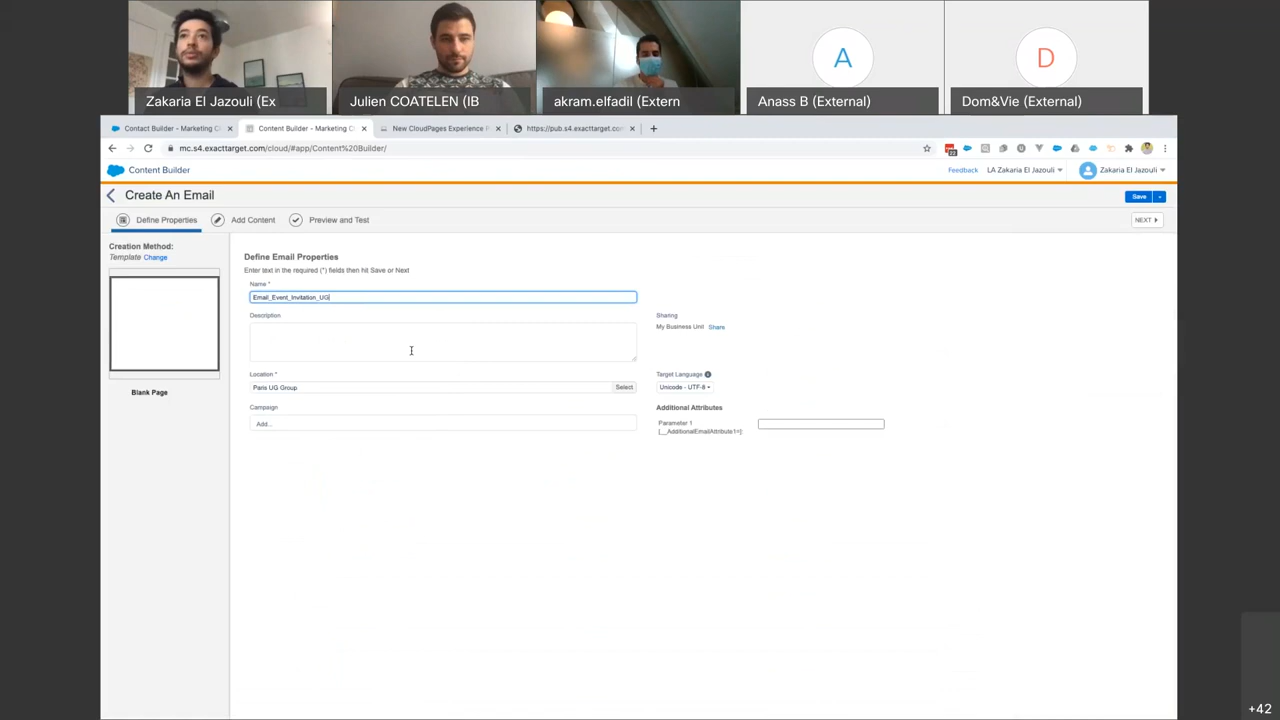 Zakaria El Jazouli (Ex
Julien COATELEN (IB
akram.elfadil (Extern
A
Anass B (External)
D
Dom&Vie (External)
Contact Builder - Marketing C
Content Builder - Marketing C
New CloudPages Experience
https://pub.s4.exacttarget.com
mc.s4.exacttarget.com/cloud/#app/Content%20Builder/
Content Builder
Feedback
LA Zakaria El Jazouli
Zakaria El Jazouli
Create An Email
Save
Define Properties
Add Content
Preview and Test
NEXT
Creation Method:
Template Change
Blank Page
Define Email Properties
Enter text in the required (*) fields then hit Save or Next
Name *
Email_Event_Invitation_UG
Description
Sharing
My Business Unit Share
Location *
Paris UG Group
Select
Target Language
Unicode - UTF-8
Campaign
Add...
Additional Attributes
Parameter 1
[__AdditionalEmailAttribute1=]:
+42